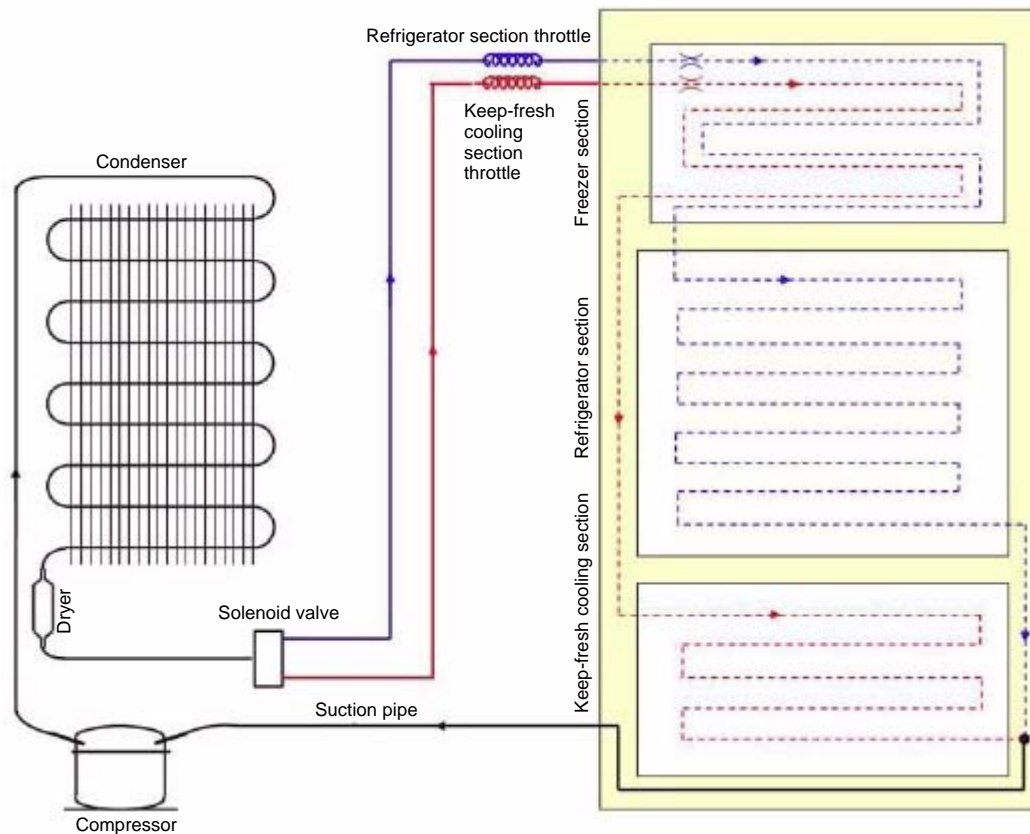 Refrigerator section throttle
Keep-fresh
cooling
section
throttle
Condenser
Freezer section
Refrigerator section
Keep-fresh cooling section
Dryer
Solenoid valve
Suction pipe
Compressor